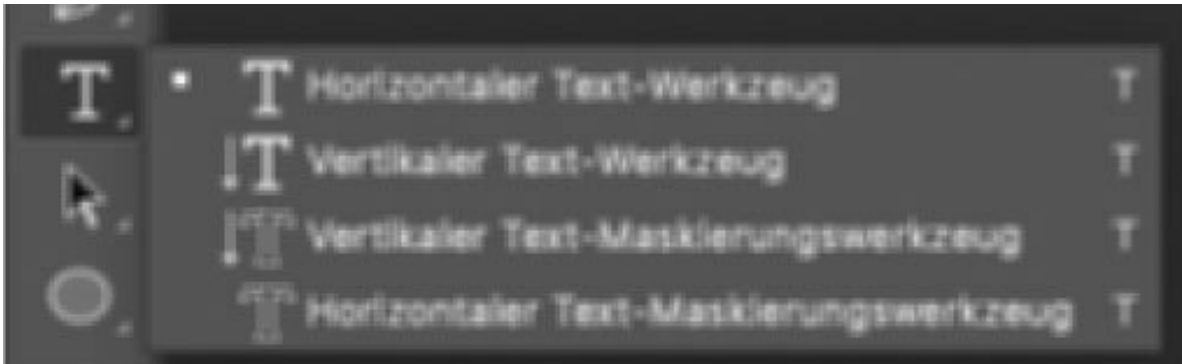 T Horizontaler Text-Werkzeug T
T Vertikaler Text-Werkzeug T
T Vertikaler Text-Maskierungswerkzeug T
T Horizontaler Text-Maskierungswerkzeug T